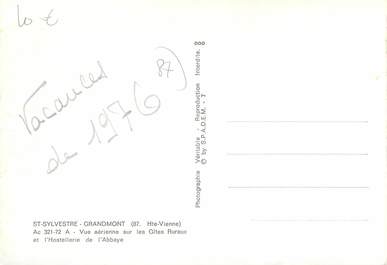 10 €
Vacances
de 1976 (87)
ST-SYLVESTRE - GRANDMONT (87. Hte-Vienne)
Ac 321-72 A - Vue aérienne sur les Gîtes Ruraux
et l'Hostellerie de l'Abbaye
Photographie Véritable - Reproduction Interdite.
© by S.P.A.D.E.M. - 7